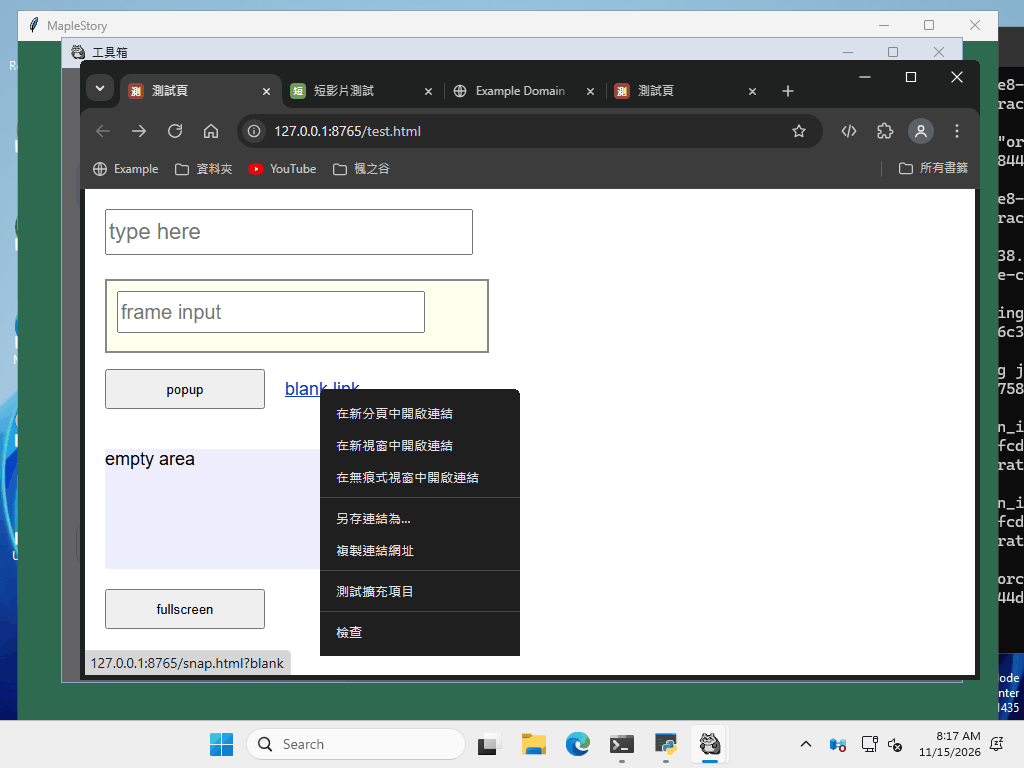 MapleStory
工具箱
測 測試頁
短 短影片測試
Example Domain
測 測試頁
127.0.0.1:8765/test.html
Example
資料夾
YouTube
楓之谷
所有書籤
type here
frame input
popup
blank link
在新分頁中開啟連結
在新視窗中開啟連結
在無痕式視窗中開啟連結
另存連結為...
複製連結網址
測試擴充項目
檢查
empty area
fullscreen
127.0.0.1:8765/snap.html?blank
Search
8:17 AM
11/15/2026